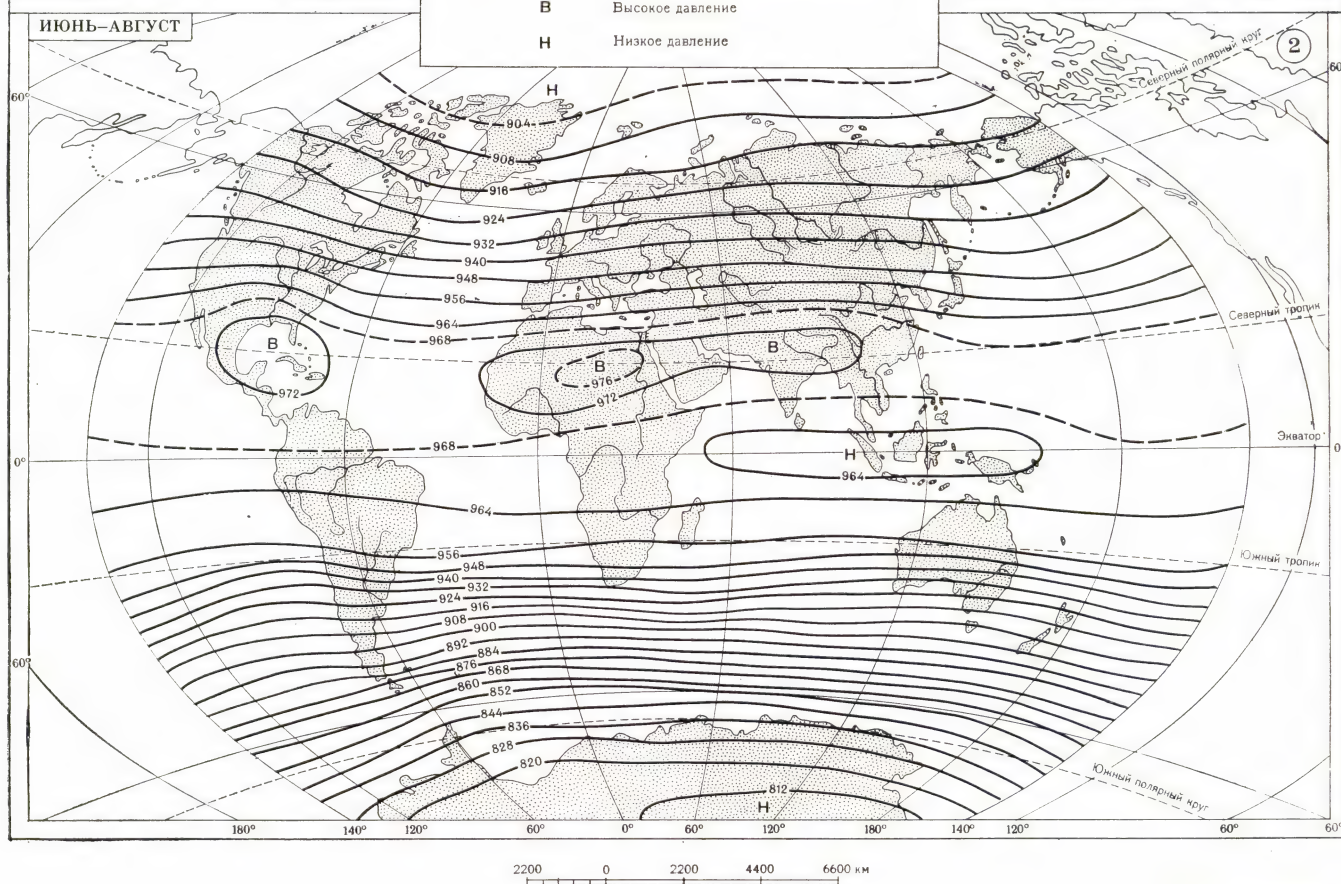 В Высокое давление
Н Низкое давление
ИЮНЬ–АВГУСТ
2
Северный полярный круг
60°
60
Н
904
908
916
924
932
940
948
956
964
968
Северный тропик
В
972
В
976
972
В
968
Экватор
0°
0
Н
964
964
956
948
940
932
924
916
908
900
892
884
876
868
860
852
844
836
828
820
812
Н
Южный тропик
60°
Южный полярный круг
180° 140° 120° 60° 0° 60° 120° 180° 140° 120° 60° 60°
2200 0 2200 4400 6600 км